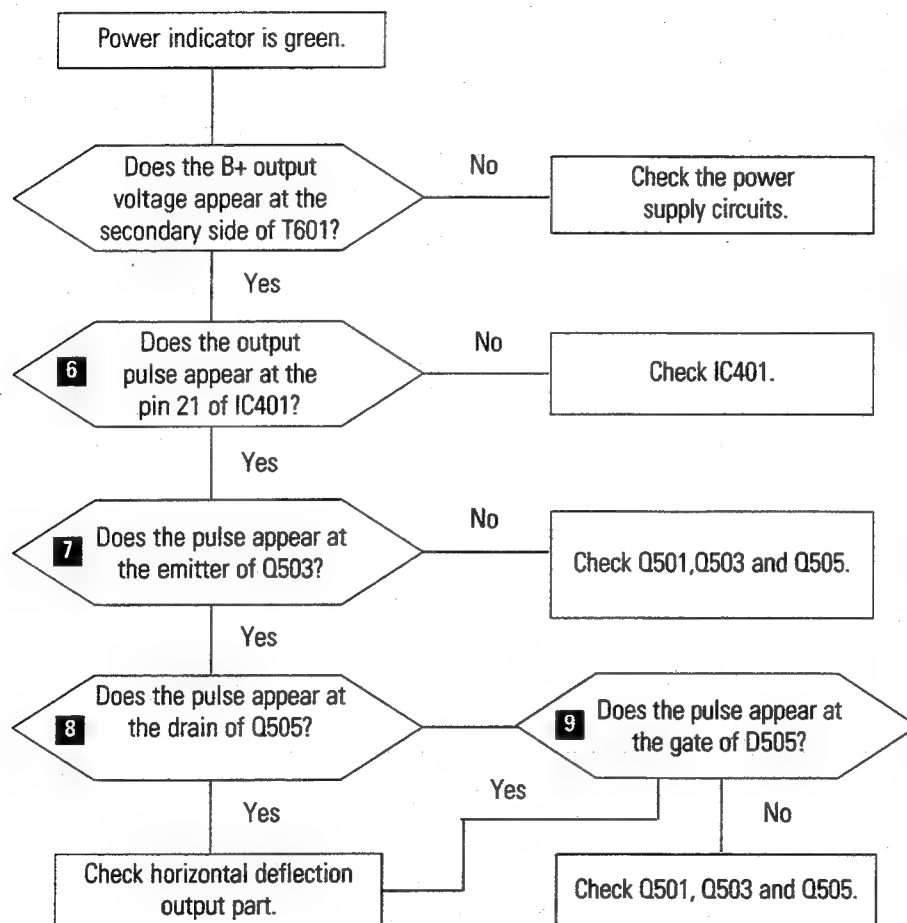 Power indicator is green.
Does the B+ output
voltage appear at the
secondary side of T601?
No
Check the power
supply circuits.
Yes
6
Does the output
pulse appear at the
pin 21 of IC401?
No
Check IC401.
Yes
7
Does the pulse appear at
the emitter of Q503?
No
Check Q501,Q503 and Q505.
Yes
8
Does the pulse appear at
the drain of Q505?
9
Does the pulse appear at
the gate of D505?
Yes
Yes
No
Check horizontal deflection
output part.
Check Q501, Q503 and Q505.